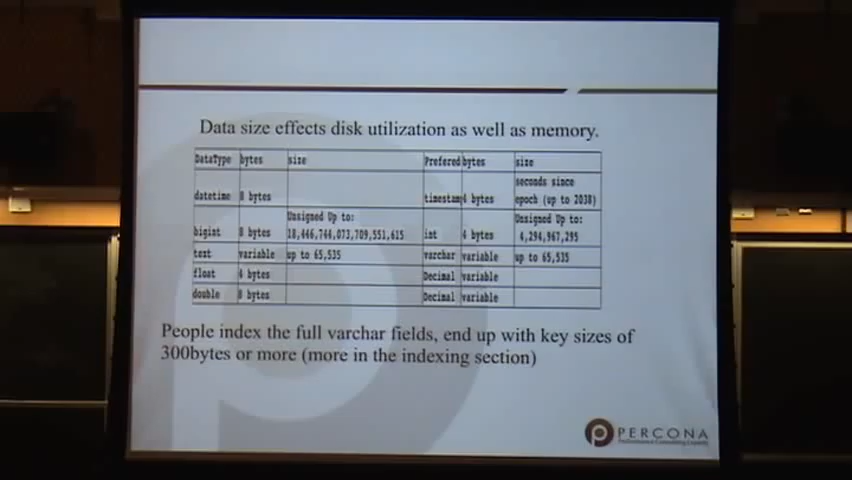 Data size effects disk utilization as well as memory.
DataType bytes size Prefered bytes size
datetime 8 bytes timestamp 4 bytes seconds since epoch (up to 2038)
bigint 8 bytes Unsigned Up to: 18,446,744,073,709,551,615 int 4 bytes Unsigned Up to: 4,294,967,295
text variable up to 65,535 varchar variable up to 65,535
float 4 bytes Decimal variable
double 8 bytes Decimal variable
People index the full varchar fields, end up with key sizes of
300bytes or more (more in the indexing section)
PERCONA
Performance Consulting Experts